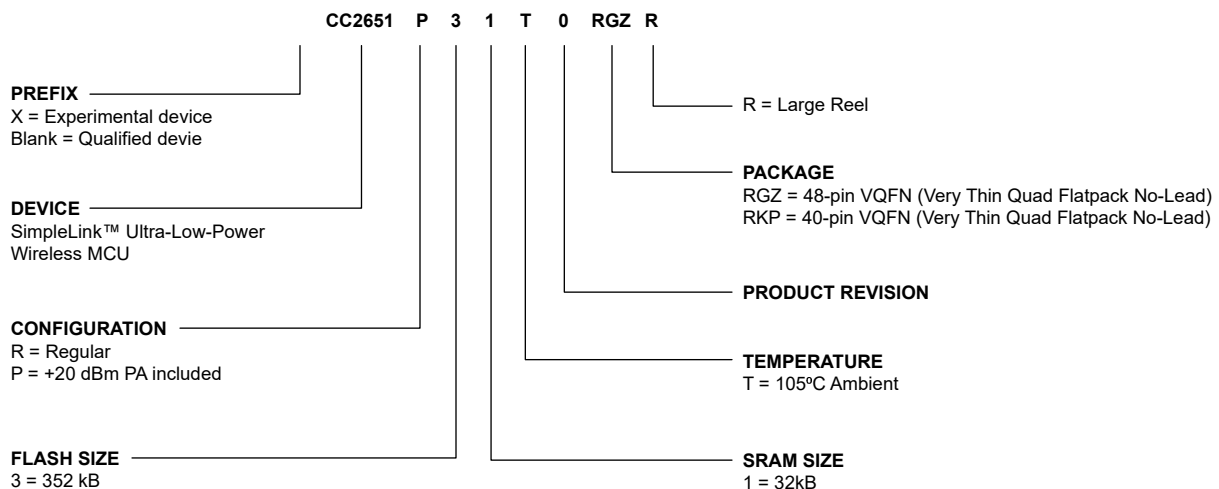 CC2651 P 3 1 T 0 RGZ R
PREFIX
X = Experimental device
Blank = Qualified devie
DEVICE
SimpleLink™ Ultra-Low-Power
Wireless MCU
CONFIGURATION
R = Regular
P = +20 dBm PA included
FLASH SIZE
3 = 352 kB
R = Large Reel
PACKAGE
RGZ = 48-pin VQFN (Very Thin Quad Flatpack No-Lead)
RKP = 40-pin VQFN (Very Thin Quad Flatpack No-Lead)
PRODUCT REVISION
TEMPERATURE
T = 105ºC Ambient
SRAM SIZE
1 = 32kB